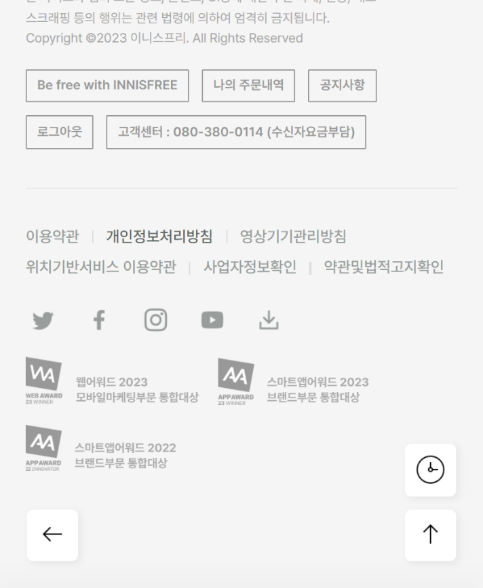 스크래핑 등의 행위는 관련 법령에 의하여 엄격히 금지됩니다.
Copyright ©2023 이니스프리. All Rights Reserved
Be free with INNISFREE
나의 주문내역
공지사항
로그아웃
고객센터 : 080-380-0114 (수신자요금부담)
이용약관 | 개인정보처리방침 | 영상기기관리방침
위치기반서비스 이용약관 | 사업자정보확인 | 약관및법적고지확인
WA
WEB AWARD
23 WINNER
웹어워드 2023
모바일마케팅부문 통합대상
AA
APP AWARD
23 WINNER
스마트앱어워드 2023
브랜드부문 통합대상
AA
APP AWARD
스마트앱어워드 2022
브랜드부문 통합대상